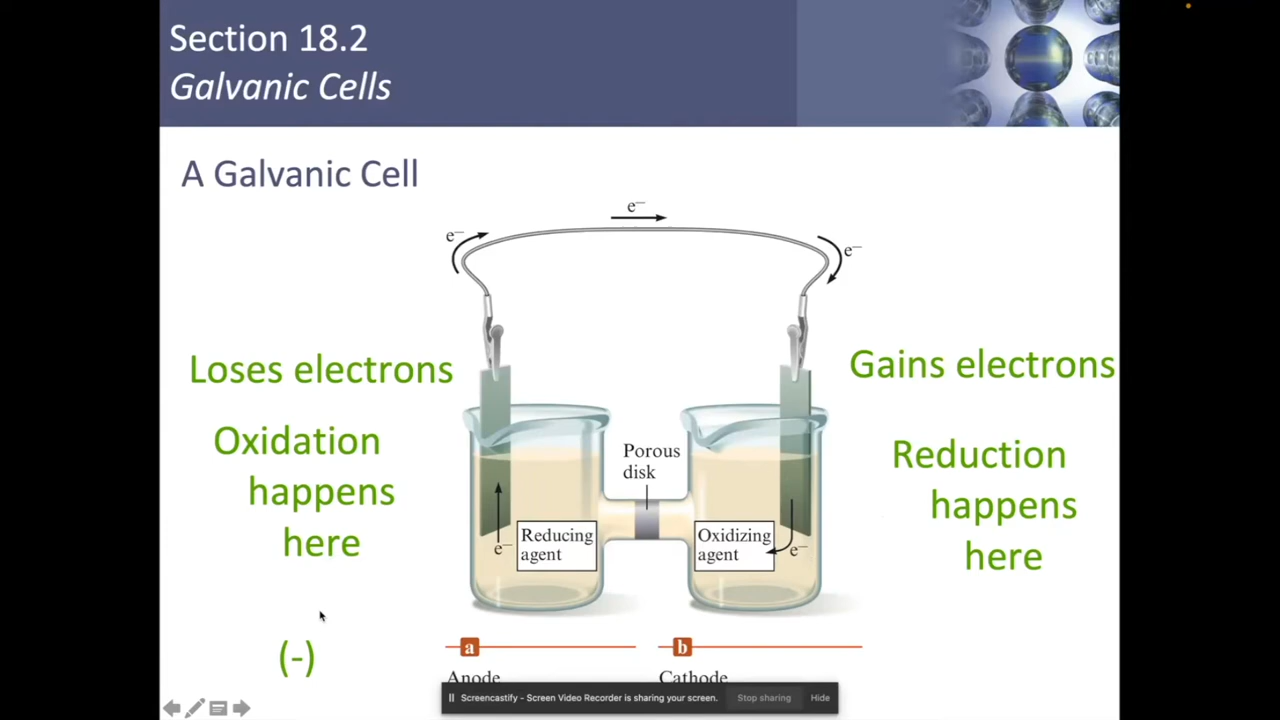 Section 18.2
Galvanic Cells
A Galvanic Cell
e⁻
e⁻
e⁻
Loses electrons
Gains electrons
Oxidation
happens
here
Porous
disk
Reduction
happens
here
Reducing
agent
e⁻
Oxidizing
agent
e⁻
(-)
a
Anode
b
Cathode
Screencastify - Screen Video Recorder is sharing your screen.
Stop sharing
Hide